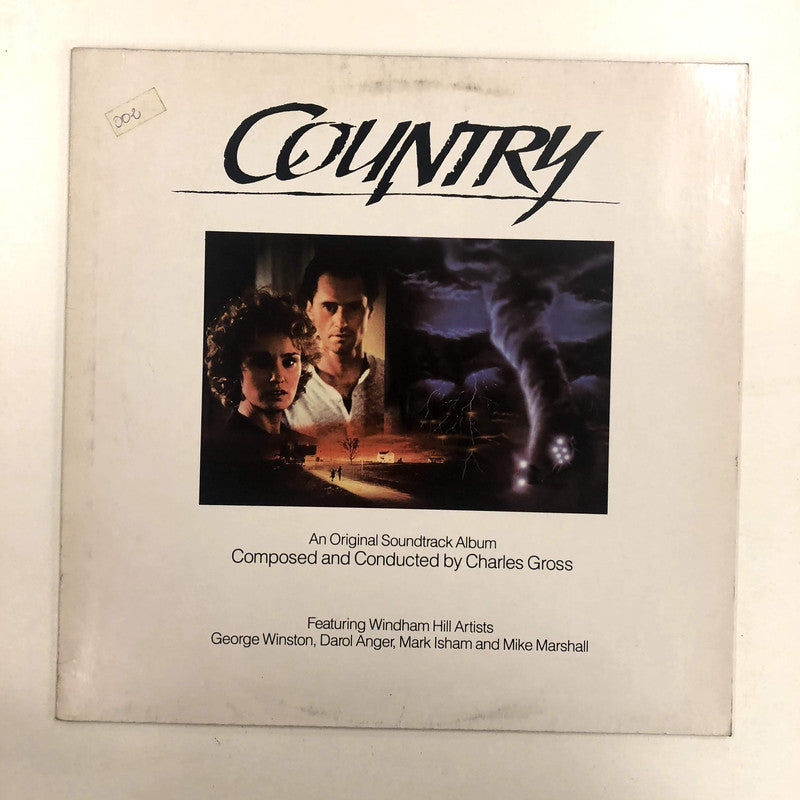 COUNTRY
An Original Soundtrack Album
Composed and Conducted by Charles Gross
Featuring Windham Hill Artists
George Winston, Darol Anger, Mark Isham and Mike Marshall